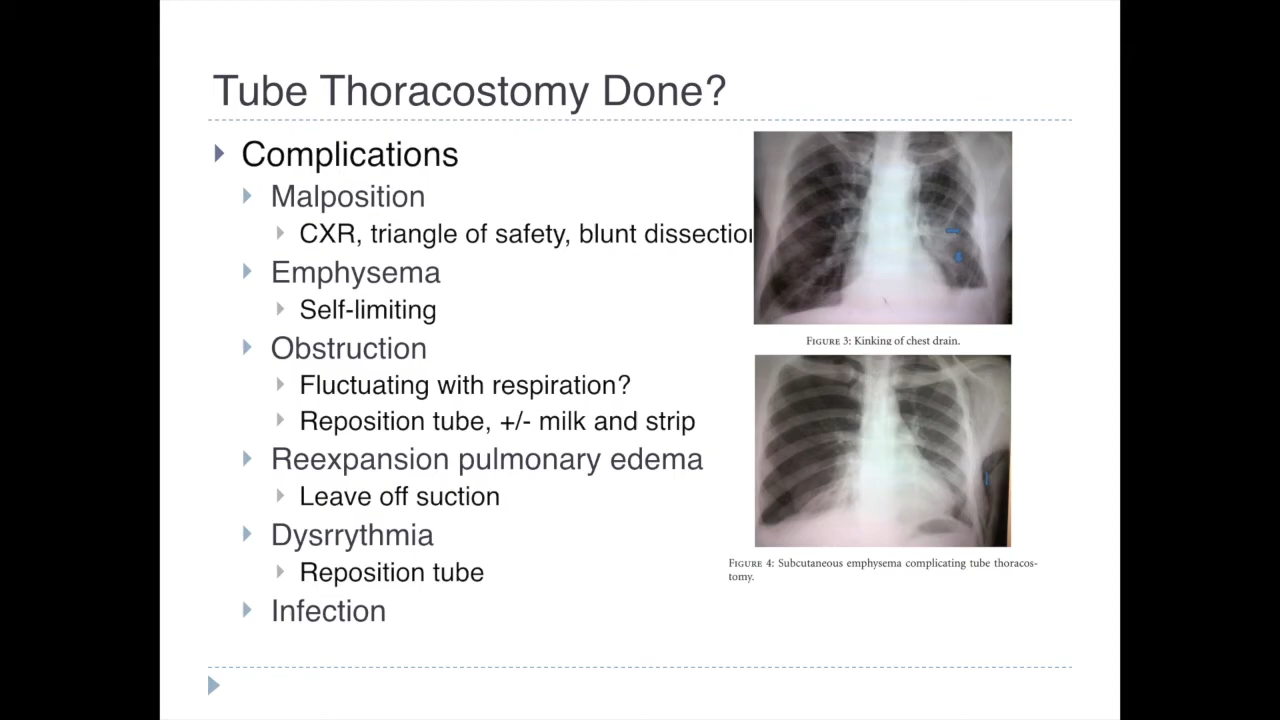 Tube Thoracostomy Done?
Complications
Malposition
CXR, triangle of safety, blunt dissection
Emphysema
Self-limiting
Obstruction
Fluctuating with respiration?
Reposition tube, +/- milk and strip
Reexpansion pulmonary edema
Leave off suction
Dysrrythmia
Reposition tube
Infection
FIGURE 3: Kinking of chest drain.
FIGURE 4: Subcutaneous emphysema complicating tube thoracos-
tomy.